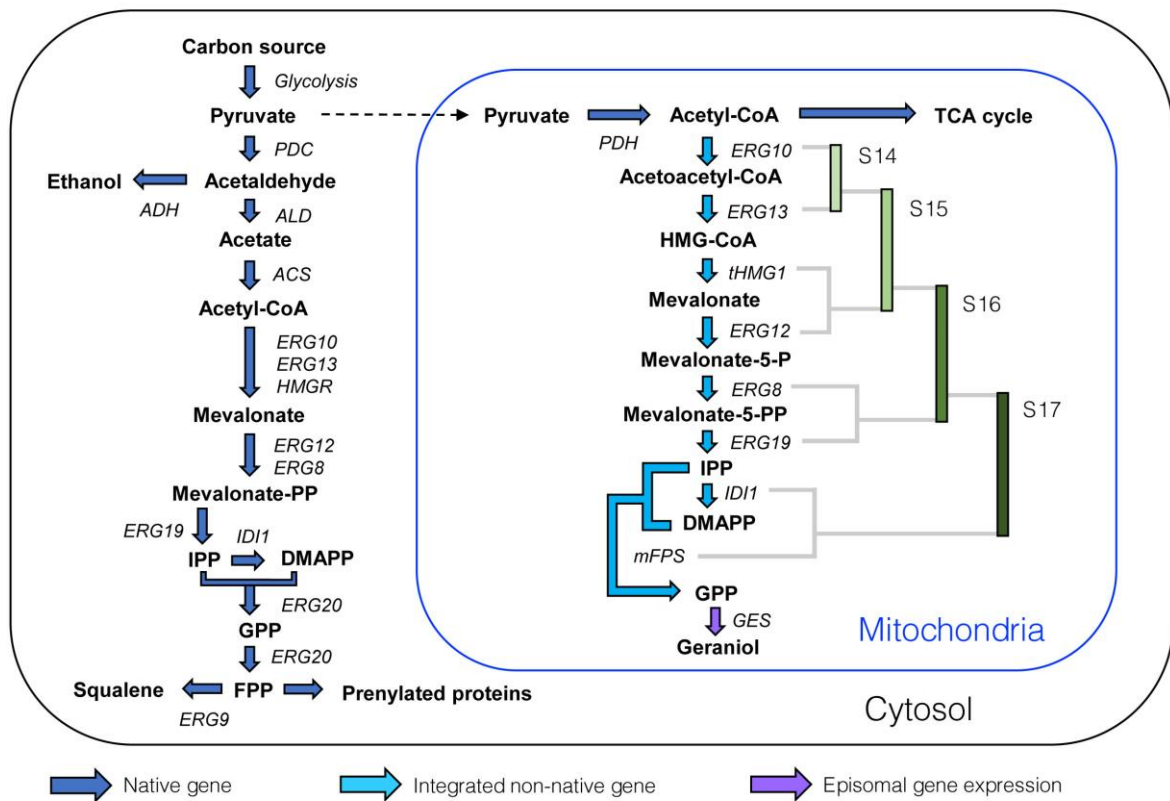 Carbon source
Glycolysis
Pyruvate
PDC
Ethanol
Acetaldehyde
ADH
ALD
Acetate
ACS
Acetyl-CoA
ERG10
ERG13
HMGR
Mevalonate
ERG12
ERG8
Mevalonate-PP
ERG19
IDI1
IPP
DMAPP
ERG20
GPP
ERG20
Squalene
FPP
Prenylated proteins
ERG9
Pyruvate
PDH
Acetyl-CoA
TCA cycle
ERG10
Acetoacetyl-CoA
ERG13
HMG-CoA
tHMG1
Mevalonate
ERG12
Mevalonate-5-P
ERG8
Mevalonate-5-PP
ERG19
IPP
IDI1
DMAPP
mFPS
GPP
GES
Geraniol
S14
S15
S16
S17
Mitochondria
Cytosol
Native gene
Integrated non-native gene
Episomal gene expression